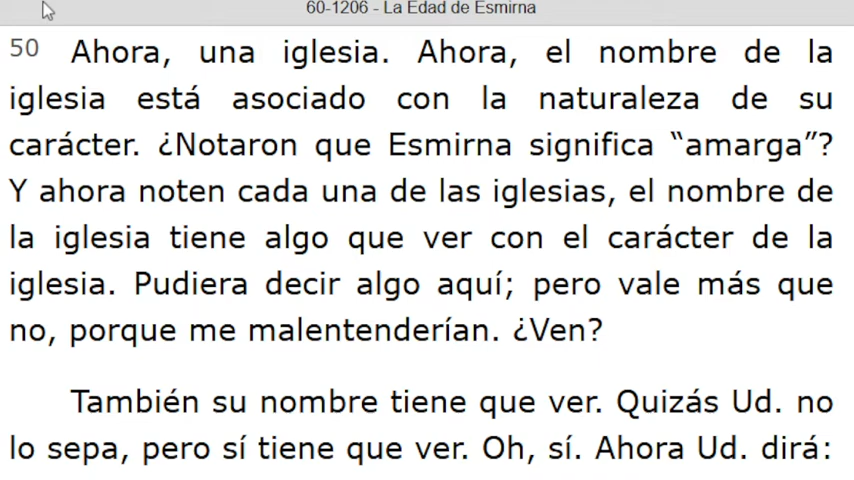 60-1206 - La Edad de Esmirna
50 Ahora, una iglesia. Ahora, el nombre de la
iglesia está asociado con la naturaleza de su
carácter. ¿Notaron que Esmirna significa “amarga”?
Y ahora noten cada una de las iglesias, el nombre de
la iglesia tiene algo que ver con el carácter de la
iglesia. Pudiera decir algo aquí; pero vale más que
no, porque me malentenderían. ¿Ven?
También su nombre tiene que ver. Quizás Ud. no
lo sepa, pero sí tiene que ver. Oh, sí. Ahora Ud. dirá: